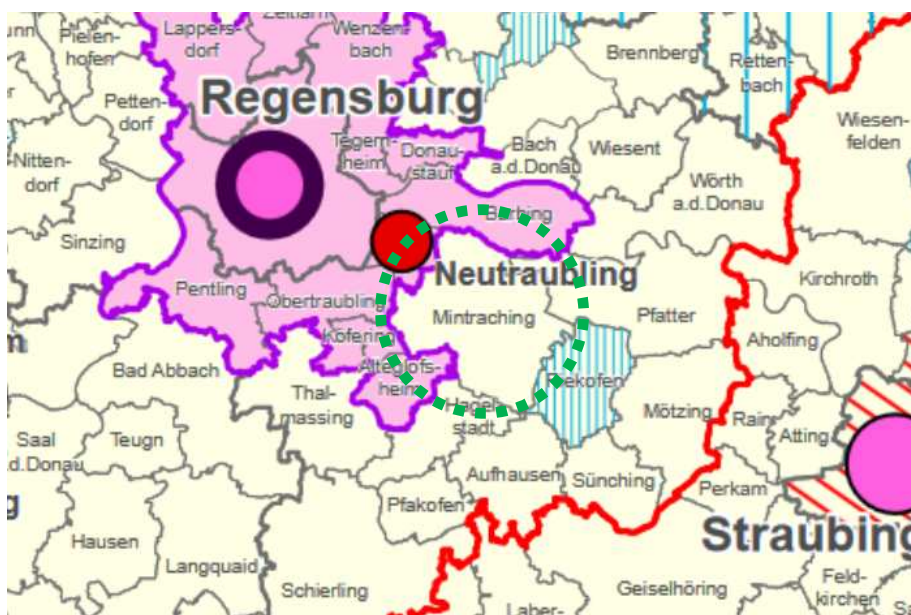 Pielen-
hofen
Lappers-
dorf
Zeitlarn
Wenzen-
bach
Brennberg
Retten-
bach
Wiesen-
felden
Petten-
dorf
Regensburg
Tegern-
heim
Donau-
stauf
Bach
a.d.Donau
Wiesent
Wörth
a.d.Donau
Nitten-
dorf
Sinzing
Barbing
Neutraubling
Kirchroth
Pentling
Obertraubling
Mintraching
Pfatter
Köfering
Aholfing
Bad Abbach
Alteglofs-
heim
Riekofen
Thal-
massing
Hagel-
stadt
Mötzing
Rain
Atting
Saal
d.Donau
Teugn
Aufhausen
Sünching
Perkam
Pfakofen
Straubing
Hausen
Langquaid
Schierling
Geiselhöring
Feld-
kirchen
Laber-